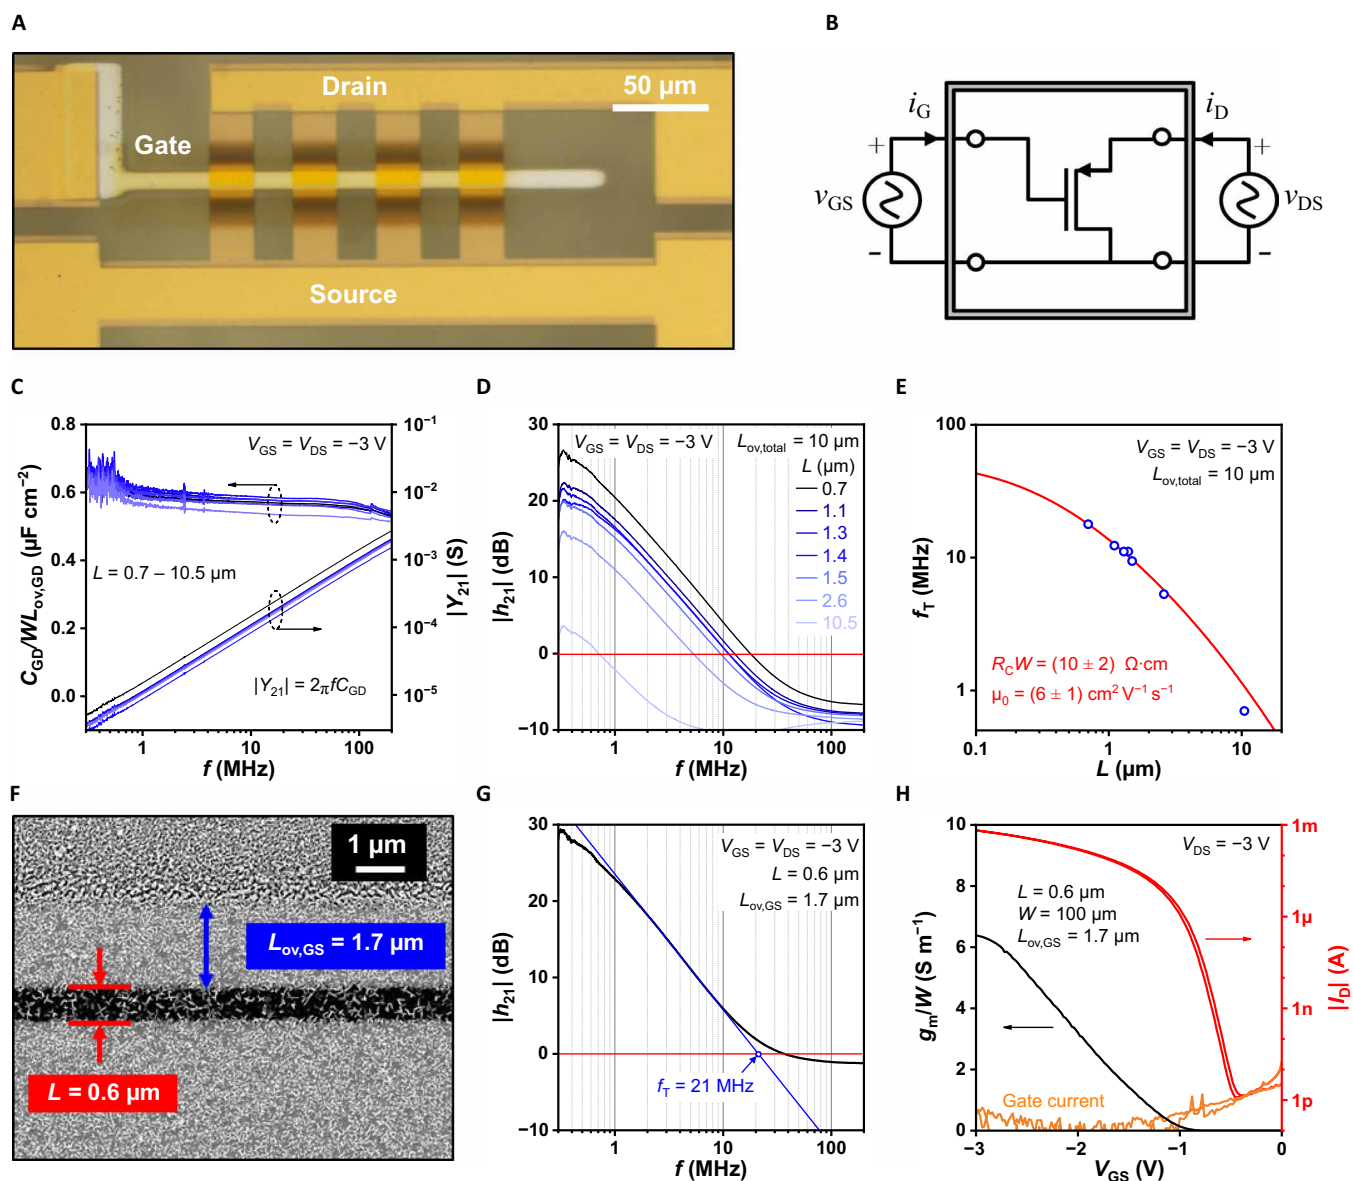 A
Drain
50 µm
Gate
Source
B
iG
iD
+
+
vGS
vDS
-
-
C
0.8
0.6
0.4
0.2
0.0
CGD/WLov,GD (µF cm−2)
VGS = VDS = −3 V
L = 0.7 – 10.5 µm
|Y21| = 2πfCGD
10−1
10−2
10−3
10−4
10−5
|Y21| (S)
1
10
100
f (MHz)
D
30
20
10
0
−10
|h21| (dB)
VGS = VDS = −3 V
Lov,total = 10 µm
L (µm)
0.7
1.1
1.3
1.4
1.5
2.6
10.5
1
10
100
f (MHz)
E
100
10
1
fT (MHz)
VGS = VDS = −3 V
Lov,total = 10 µm
RCW = (10 ± 2) Ω·cm
µ0 = (6 ± 1) cm2 V−1 s−1
0.1
1
10
L (µm)
F
1 µm
Lov,GS = 1.7 µm
L = 0.6 µm
G
30
20
10
0
−10
|h21| (dB)
VGS = VDS = −3 V
L = 0.6 µm
Lov,GS = 1.7 µm
fT = 21 MHz
1
10
100
f (MHz)
H
10
8
6
4
2
0
gm/W (S m−1)
VDS = −3 V
L = 0.6 µm
W = 100 µm
Lov,GS = 1.7 µm
Gate current
1m
1µ
1n
1p
|ID| (A)
−3
−2
−1
0
VGS (V)